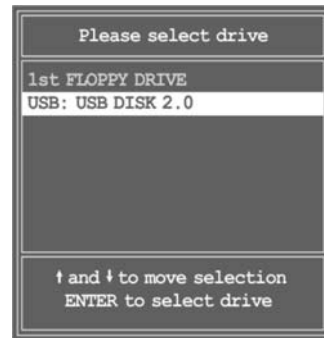 Please select drive
1st FLOPPY DRIVE
USB: USB DISK 2.0
↑ and ↓ to move selection
ENTER to select drive